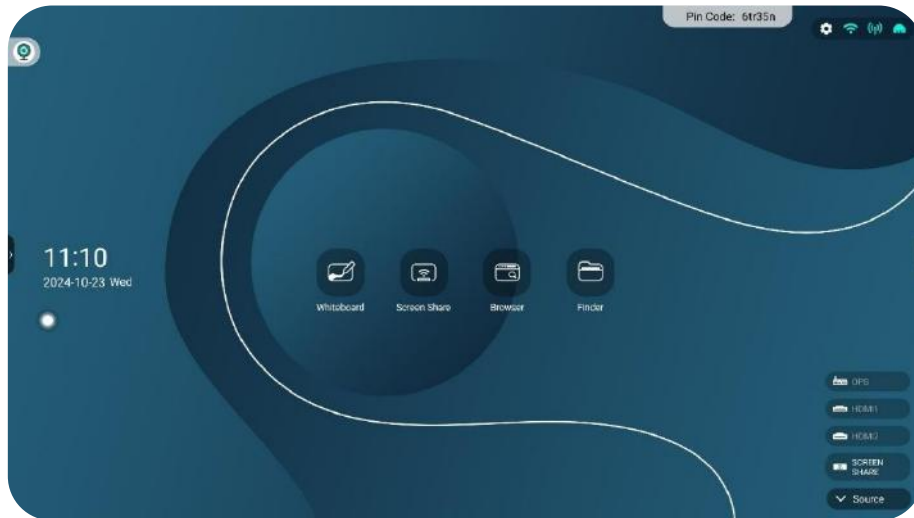 Pin Code: 6tr35n
11:10
2024-10-23 Wed
Whiteboard
Screen Share
Browser
Finder
OPS
HDMI1
HDMI2
SCREEN
SHARE
Source